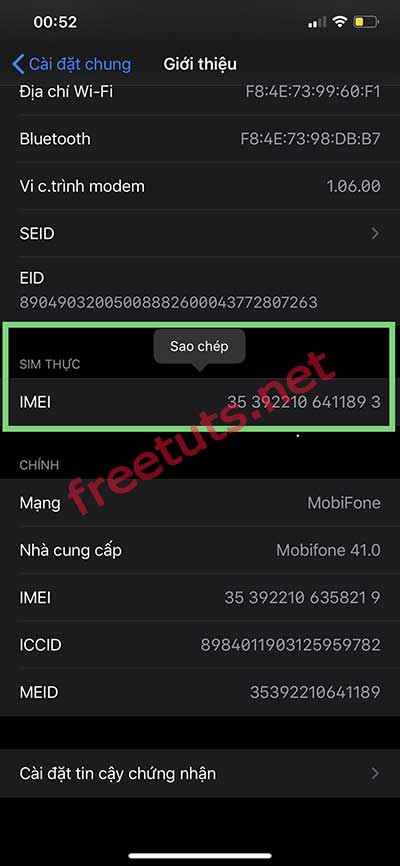 00:52
Cài đặt chung
Giới thiệu
Địa chỉ Wi-Fi F8:4E:73:99:60:F1
Bluetooth F8:4E:73:98:DB:B7
Vi c.trình modem 1.06.00
SEID
EID
89049032005008882600043772807263
Sao chép
SIM THỰC
IMEI 35 392210 641189 3
freetuts.net
CHÍNH
Mạng MobiFone
Nhà cung cấp Mobifone 41.0
IMEI 35 392210 635821 9
ICCID 8984011903125959782
MEID 35392210641189
Cài đặt tin cậy chứng nhận